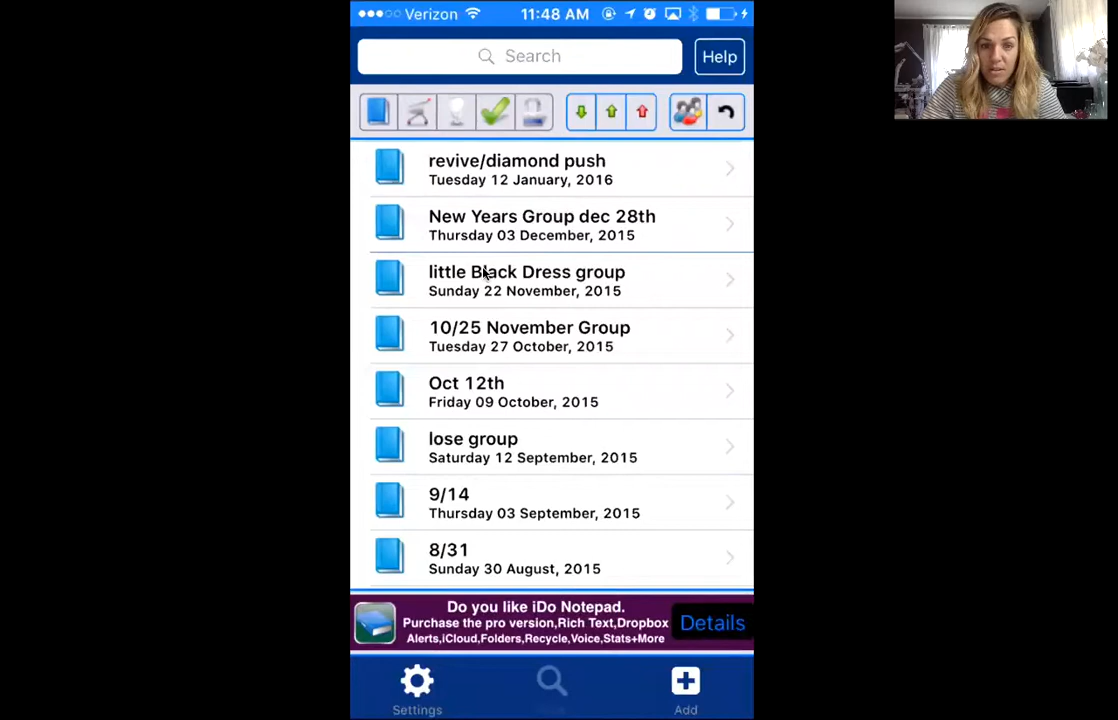 Verizon
11:48 AM
Search
Help
revive/diamond push
Tuesday 12 January, 2016
New Years Group dec 28th
Thursday 03 December, 2015
little Black Dress group
Sunday 22 November, 2015
10/25 November Group
Tuesday 27 October, 2015
Oct 12th
Friday 09 October, 2015
lose group
Saturday 12 September, 2015
9/14
Thursday 03 September, 2015
8/31
Sunday 30 August, 2015
Do you like iDo Notepad.
Purchase the pro version,Rich Text,Dropbox
Alerts,iCloud,Folders,Recycle,Voice,Stats+More
Details
Settings
Add